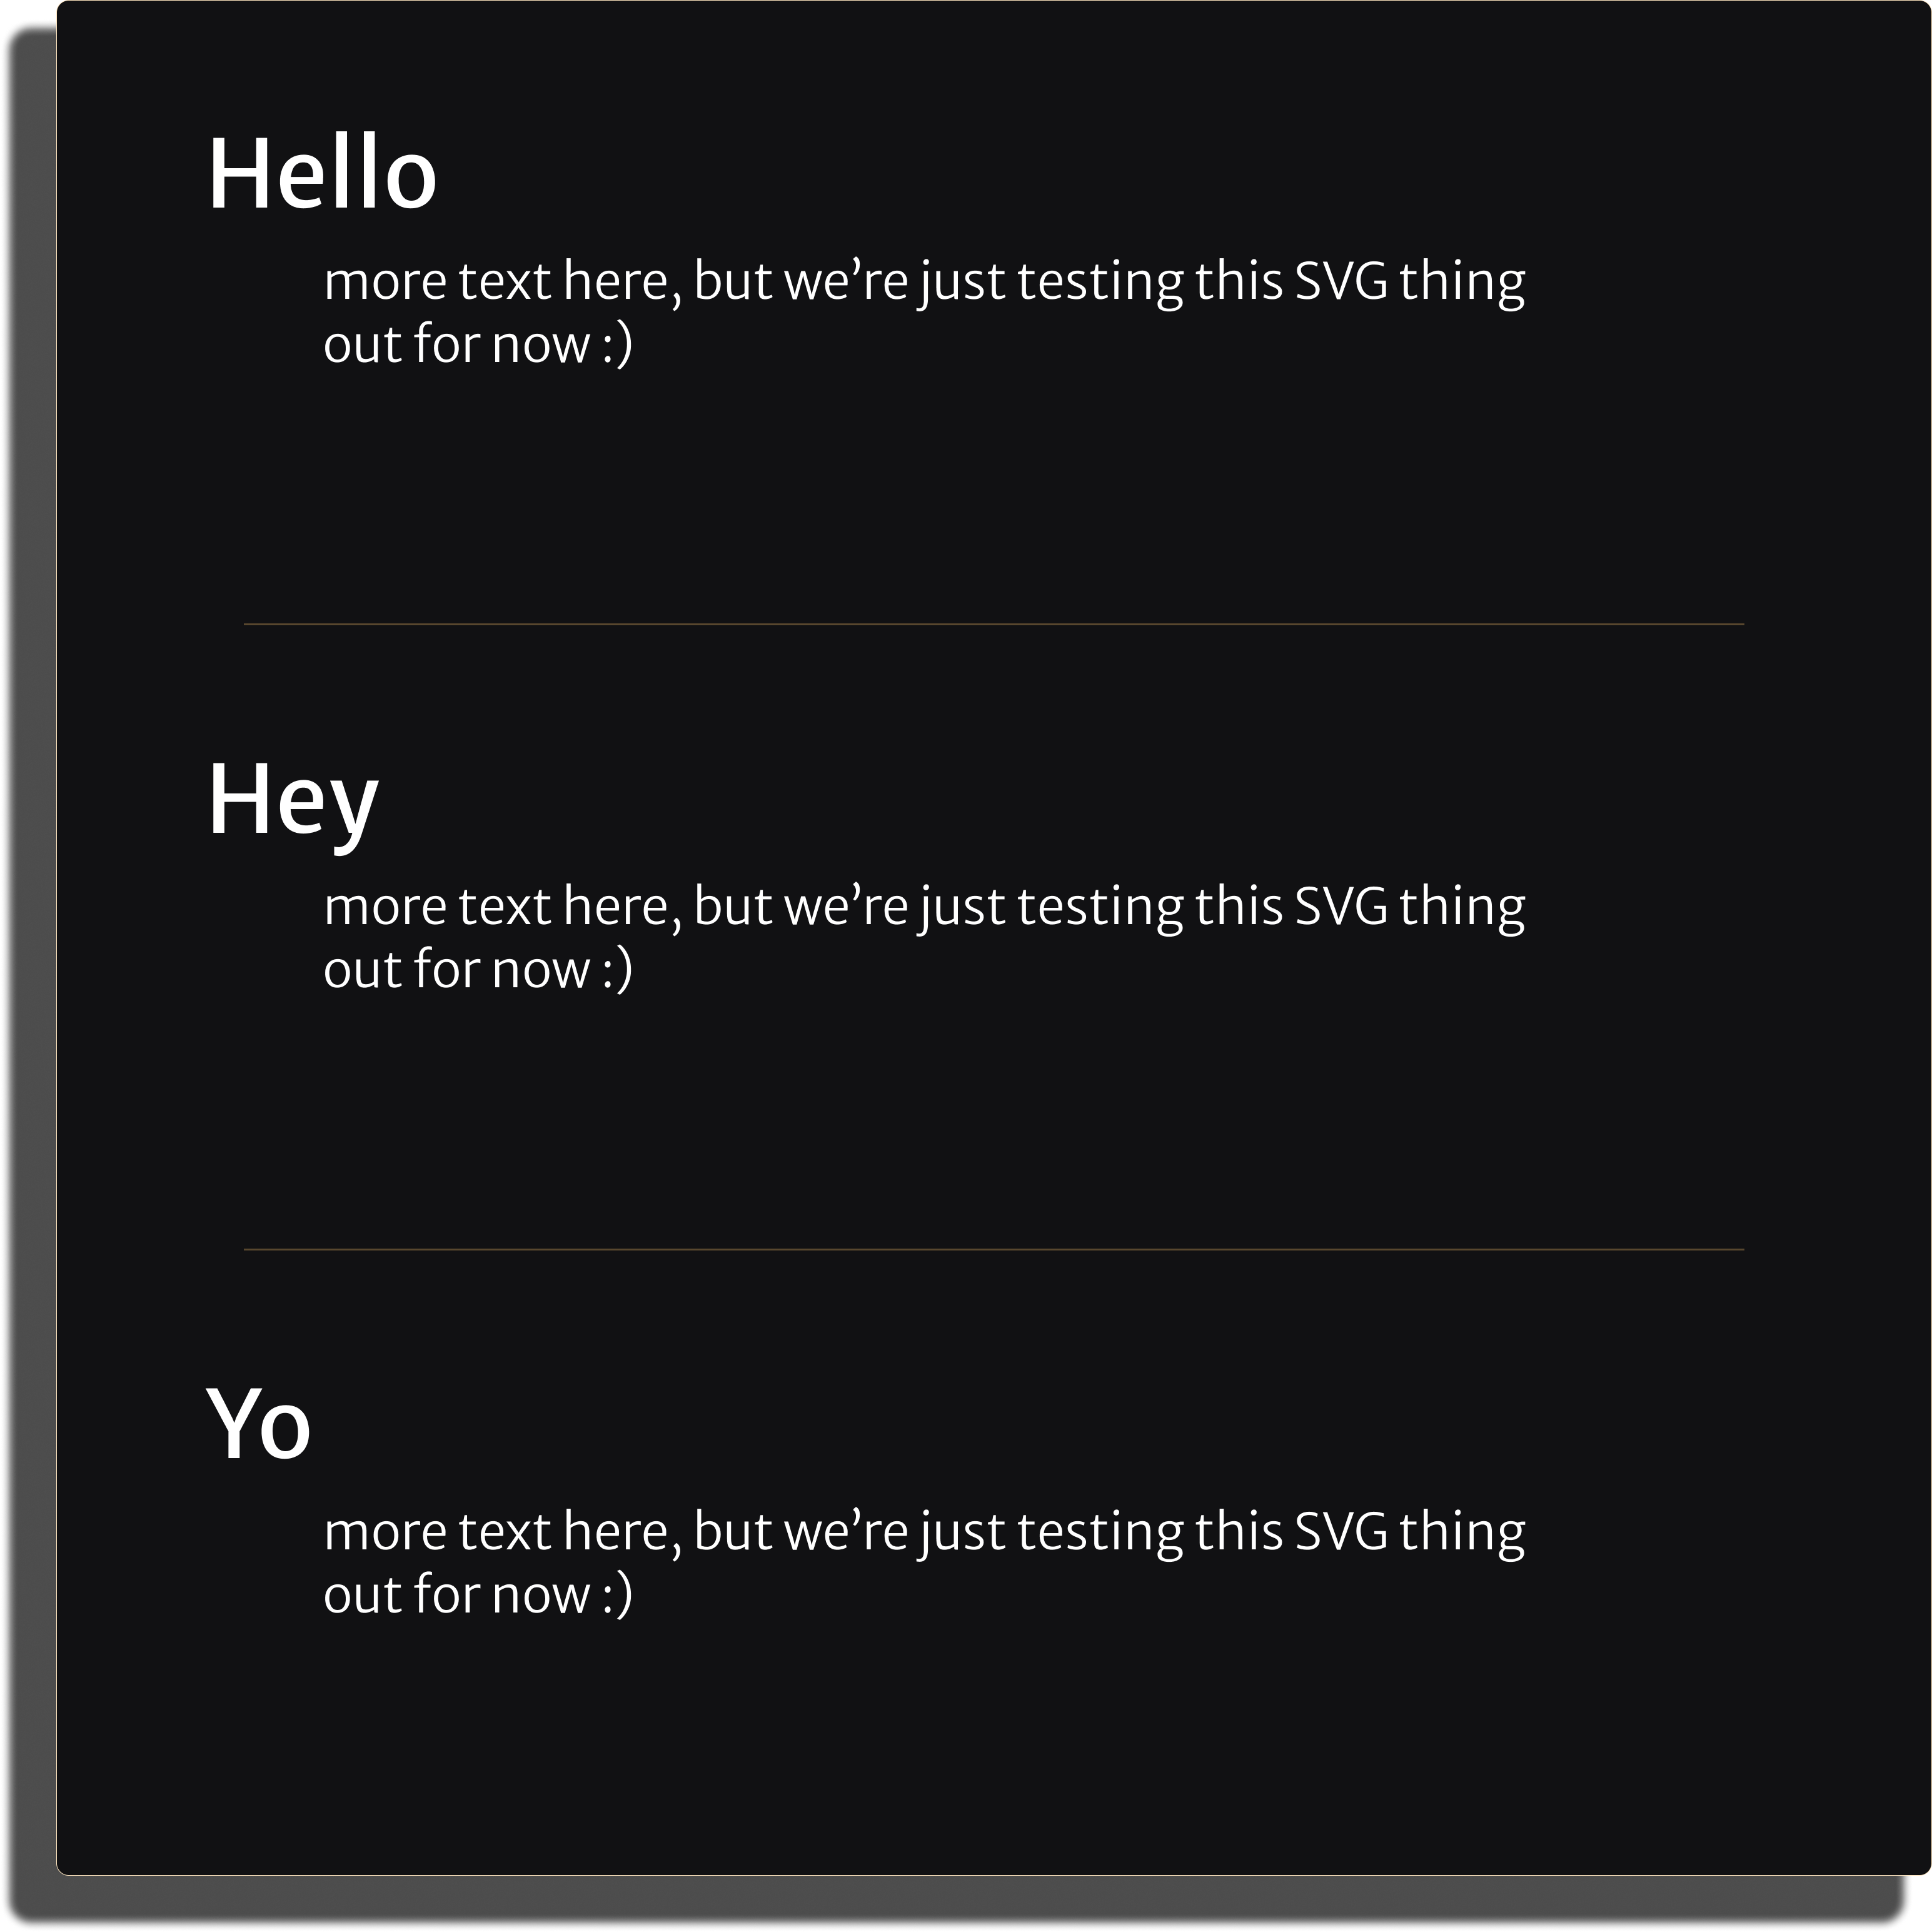 Hello
more text here, but we’re just testing this SVG thing
out for now :)
Hey
more text here, but we’re just testing this SVG thing
out for now :)
Yo
more text here, but we’re just testing this SVG thing
out for now :)